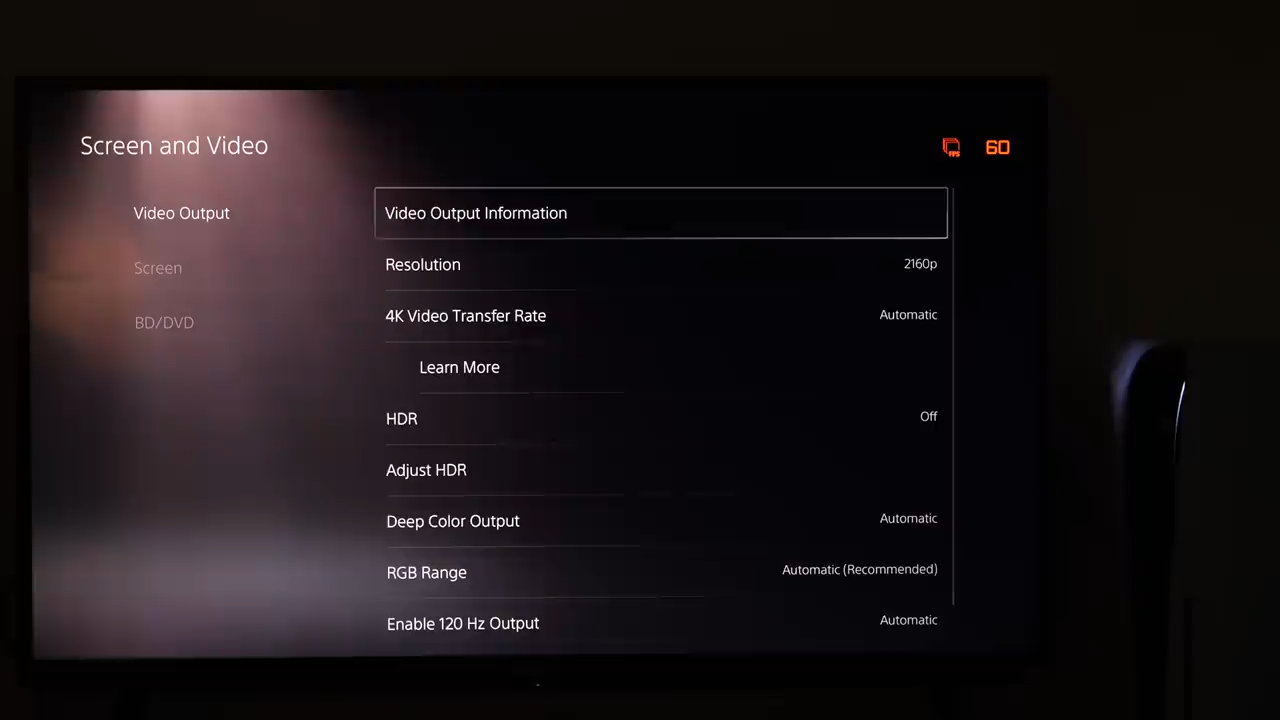 Screen and Video
FPS 60
Video Output
Screen
BD/DVD
Video Output Information
Resolution 2160p
4K Video Transfer Rate Automatic
Learn More
HDR Off
Adjust HDR
Deep Color Output Automatic
RGB Range Automatic (Recommended)
Enable 120 Hz Output Automatic